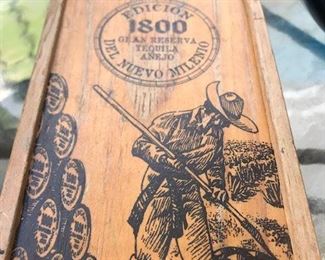 EDICIÓN
1800
GRAN RESERVA
TEQUILA
AÑEJO
DEL NUEVO MILENIO